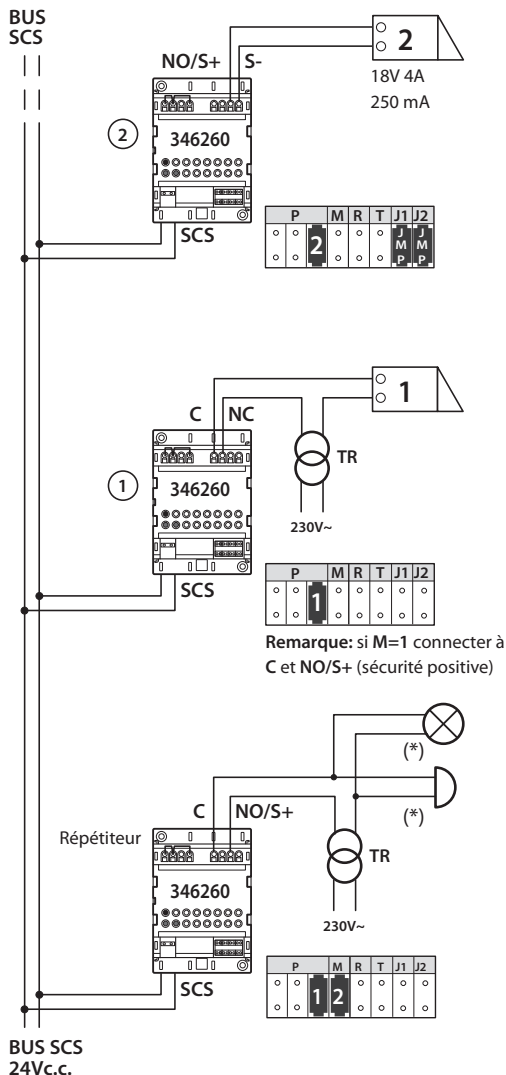 BUS
SCS
NO/S+ S-
2
18V 4A
250 mA
2
346260
SCS
P M R T J1 J2
2 JMP JMP
1
C NC
TR
1
346260
230V~
SCS
P M R T J1 J2
1
Remarque: si M=1 connecter à
C et NO/S+ (sécurité positive)
(*)
(*)
C NO/S+
Répétiteur
TR
346260
230V~
SCS
P M R T J1 J2
1 2
BUS SCS
24Vc.c.